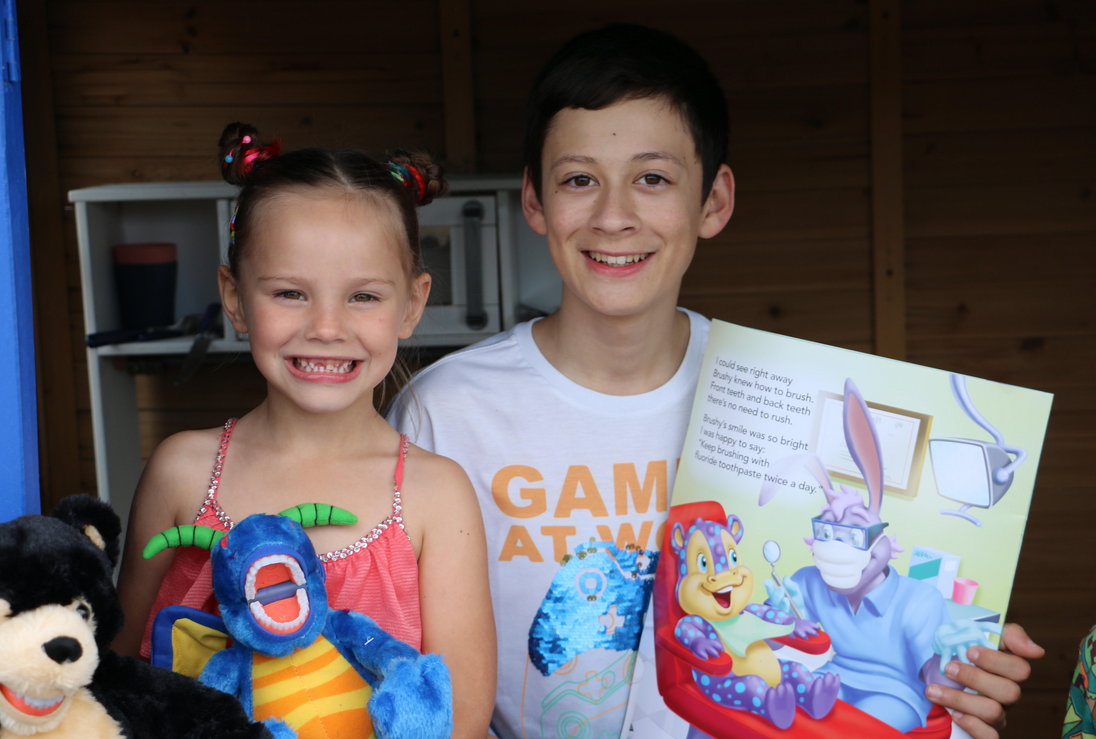 GAM
AT WO
I could see right away
Brushy knew how to brush.
Front teeth and back teeth
there's no need to rush.
Brushy's smile was so bright
I was happy to say:
"Keep brushing with
fluoride toothpaste twice a day.